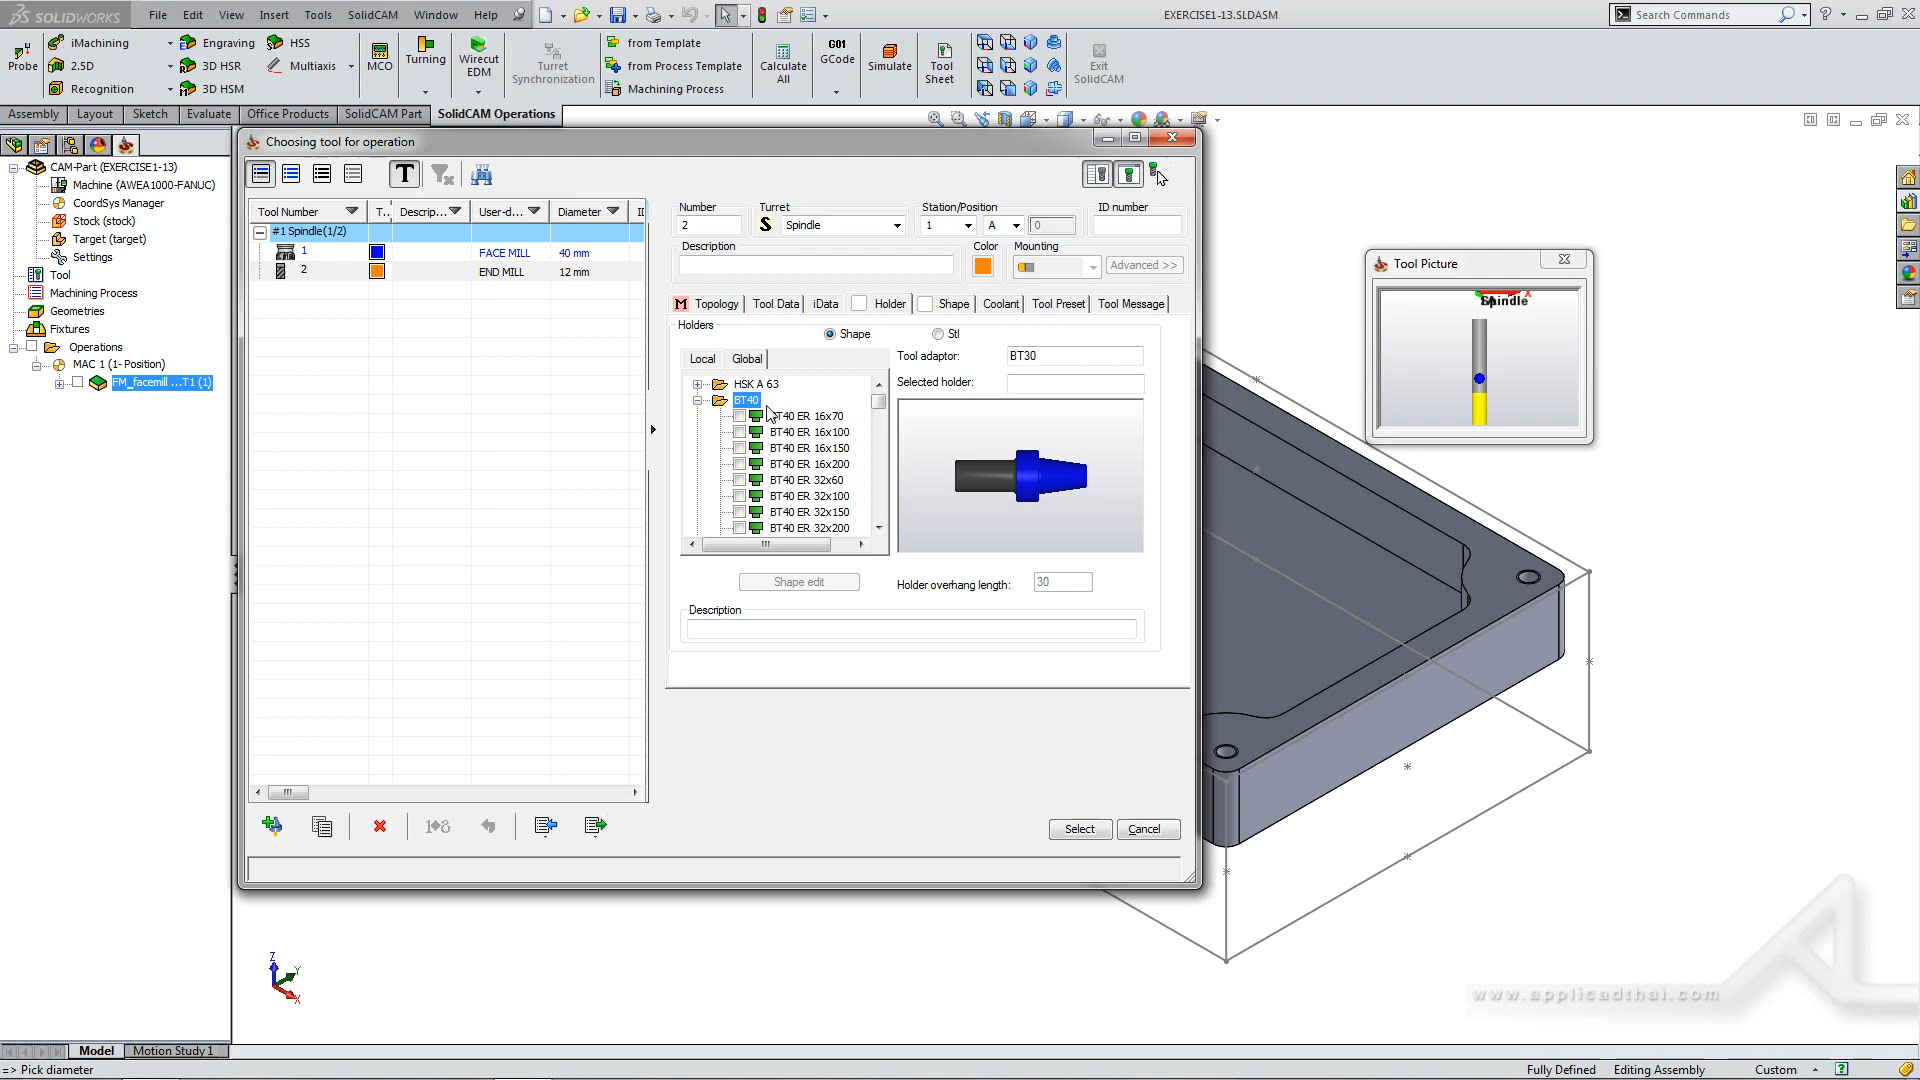 SOLIDWORKS
File Edit View Insert Tools SolidCAM Window Help
EXERCISE1-13.SLDASM
Search Commands
Probe
iMachining
2.5D
Recognition
Engraving
3D HSR
3D HSM
HSS
Multiaxis
MCO
Turning
Wirecut
EDM
Turret
Synchronization
from Template
from Process Template
Machining Process
Calculate
All
G01
GCode
Simulate
Tool
Sheet
Exit
SolidCAM
Assembly Layout Sketch Evaluate Office Products SolidCAM Part SolidCAM Operations
CAM-Part (EXERCISE1-13)
Machine (AWEA1000-FANUC)
CoordSys Manager
Stock (stock)
Target (target)
Settings
Tool
Machining Process
Geometries
Fixtures
Operations
MAC 1 (1- Position)
FM_facemill ...T1 (1)
Choosing tool for operation
T
Tool Number T.. Descrip... User-d... Diameter
#1 Spindle(1/2)
1 FACE MILL 40 mm
2 END MILL 12 mm
Number Turret Station/Position ID number
2 S Spindle 1 A 0
Description Color Mounting
Advanced >>
M Topology Tool Data iData Holder Shape Coolant Tool Preset Tool Message
Holders
Shape Stl
Local Global
Tool adaptor: BT30
Selected holder:
HSK A 63
BT40
BT40 ER 16x70
BT40 ER 16x100
BT40 ER 16x150
BT40 ER 16x200
BT40 ER 32x60
BT40 ER 32x100
BT40 ER 32x150
BT40 ER 32x200
Shape edit
Holder overhang length: 30
Description
Select Cancel
Tool Picture
Spindle
X
Z
Y
X
www.applicadthai.com
Model Motion Study 1
=> Pick diameter
Fully Defined Editing Assembly Custom